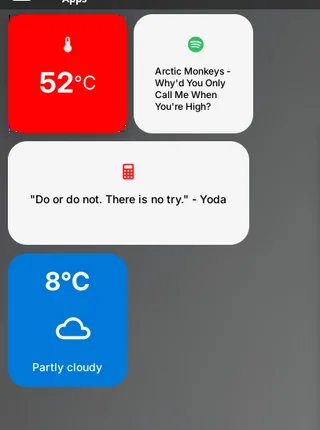 Apps
52°C
Arctic Monkeys -
Why'd You Only
Call Me When
You're High?
"Do or do not. There is no try." - Yoda
8°C
Partly cloudy